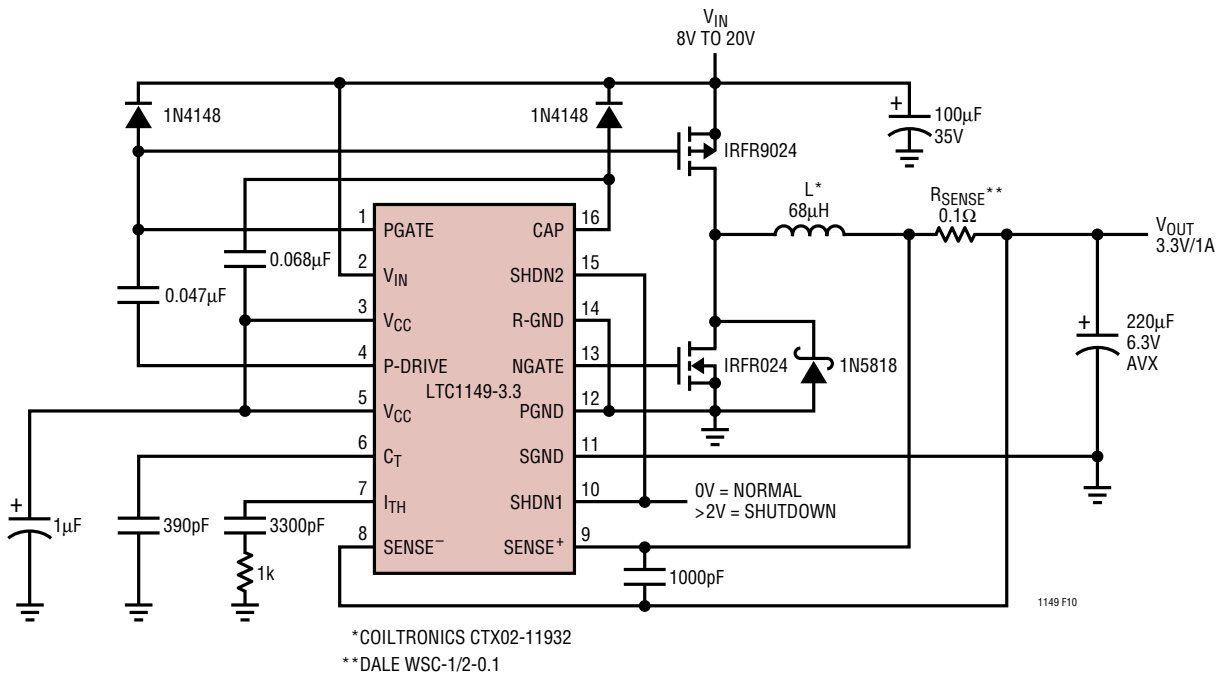 V_IN
8V TO 20V
1N4148
1N4148
+
100µF
35V
IRFR9024
L*
68µH
R_SENSE**
0.1Ω
V_OUT
3.3V/1A
1
PGATE
CAP
16
0.068µF
2
V_IN
SHDN2
15
0.047µF
3
V_CC
R-GND
14
+
220µF
6.3V
AVX
4
P-DRIVE
NGATE
13
IRFR024
1N5818
LTC1149-3.3
5
V_CC
PGND
12
6
C_T
SGND
11
7
I_TH
SHDN1
10
0V = NORMAL
>2V = SHUTDOWN
+
1µF
390pF
3300pF
8
SENSE⁻
SENSE⁺
9
1k
1000pF
1149 F10
*COILTRONICS CTX02-11932
**DALE WSC-1/2-0.1